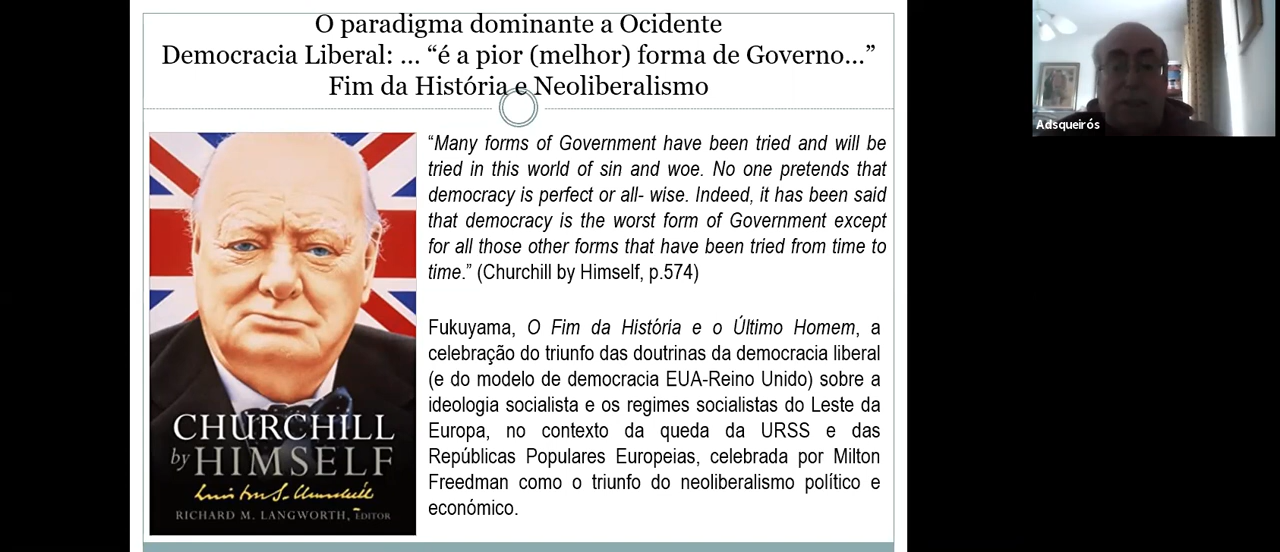 O paradigma dominante a Ocidente
Democracia Liberal: ... “é a pior (melhor) forma de Governo...”
Fim da História e Neoliberalismo
“Many forms of Government have been tried and will be
tried in this world of sin and woe. No one pretends that
democracy is perfect or all- wise. Indeed, it has been said
that democracy is the worst form of Government except
for all those other forms that have been tried from time to
time.” (Churchill by Himself, p.574)
Fukuyama, O Fim da História e o Último Homem, a
celebração do triunfo das doutrinas da democracia liberal
(e do modelo de democracia EUA-Reino Unido) sobre a
ideologia socialista e os regimes socialistas do Leste da
Europa, no contexto da queda da URSS e das
Repúblicas Populares Europeias, celebrada por Milton
Freedman como o triunfo do neoliberalismo político e
económico.
CHURCHILL
by HIMSELF
Winston S. Churchill
RICHARD M. LANGWORTH, EDITOR
Adsqueirós